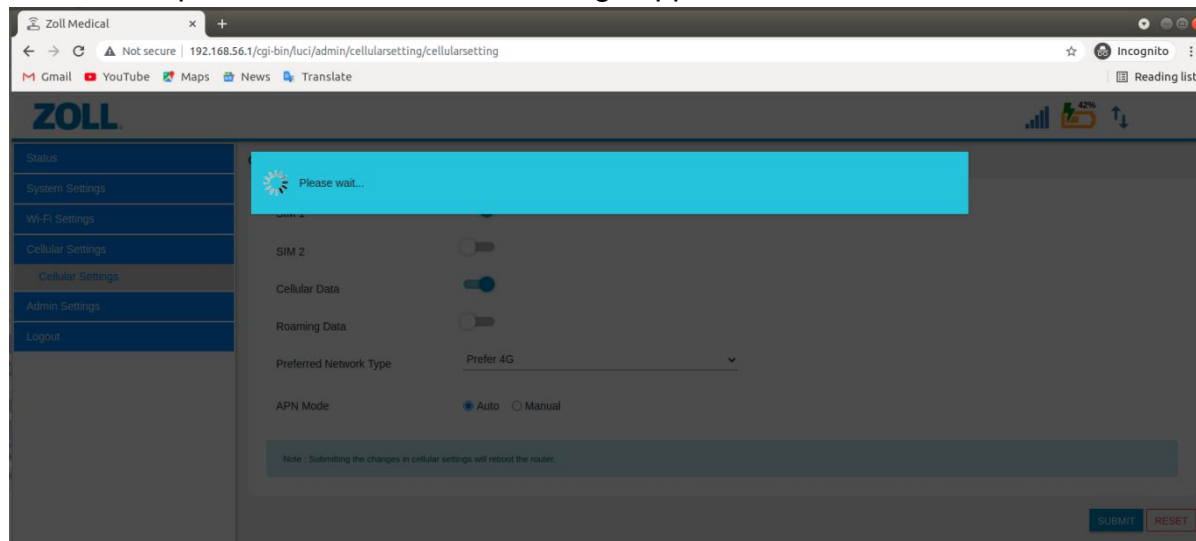 Zoll Medical
Not secure | 192.168.56.1/cgi-bin/luci/admin/cellularsetting/cellularsetting
Incognito
Gmail YouTube Maps News Translate Reading list
ZOLL
42%
Status
Please wait...
System Settings
Wi-Fi Settings
SIM 1
Cellular Settings
SIM 2
Cellular Settings
Cellular Data
Admin Settings
Roaming Data
Logout
Preferred Network Type Prefer 4G
APN Mode Auto Manual
Note : Submitting the changes in cellular settings will reboot the router.
SUBMIT RESET